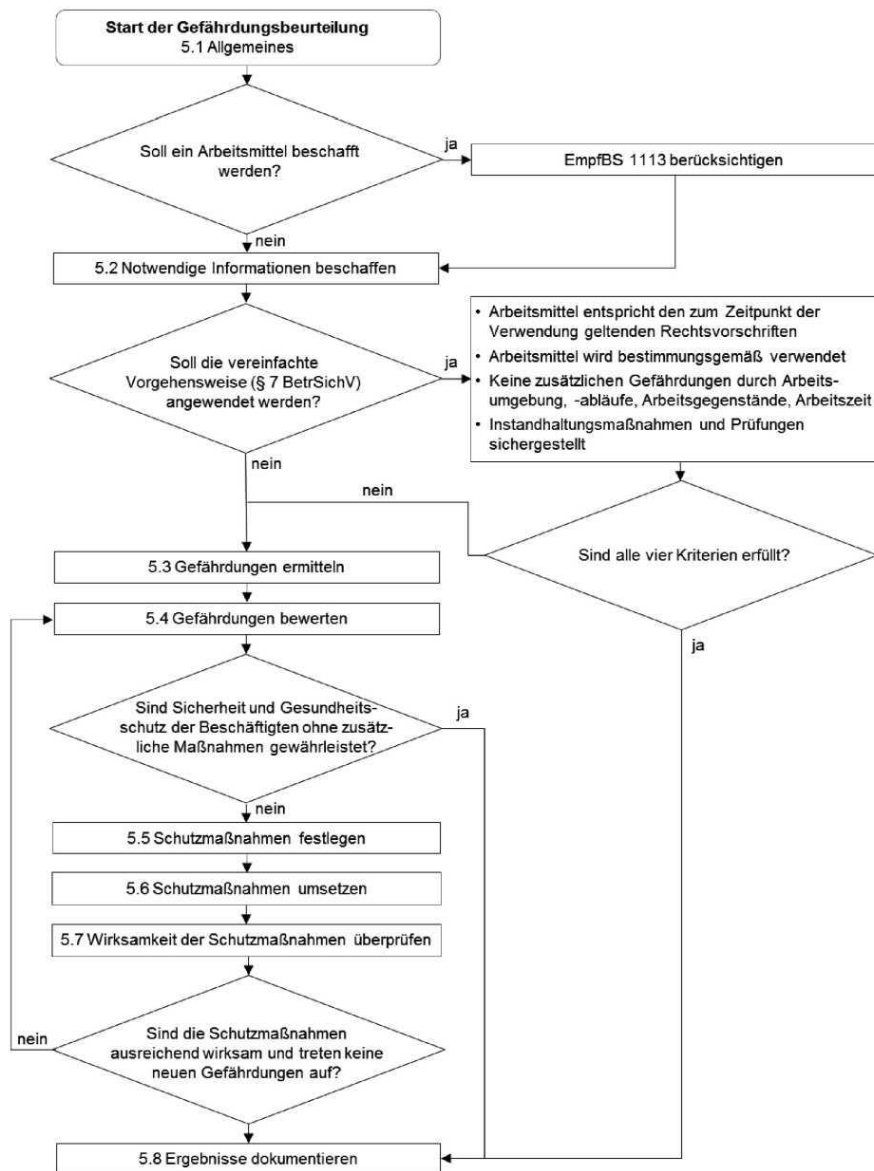 Start der Gefährdungsbeurteilung
5.1 Allgemeines
Soll ein Arbeitsmittel beschafft
werden?
ja
EmpfBS 1113 berücksichtigen
nein
5.2 Notwendige Informationen beschaffen
Soll die vereinfachte
Vorgehensweise (§ 7 BetrSichV)
angewendet werden?
ja
• Arbeitsmittel entspricht den zum Zeitpunkt der
Verwendung geltenden Rechtsvorschriften
• Arbeitsmittel wird bestimmungsgemäß verwendet
• Keine zusätzlichen Gefährdungen durch Arbeits-
umgebung, -abläufe, Arbeitsgegenstände, Arbeitszeit
• Instandhaltungsmaßnahmen und Prüfungen
sichergestellt
nein
nein
Sind alle vier Kriterien erfüllt?
ja
5.3 Gefährdungen ermitteln
5.4 Gefährdungen bewerten
Sind Sicherheit und Gesundheits-
schutz der Beschäftigten ohne zusätz-
liche Maßnahmen gewährleistet?
ja
nein
5.5 Schutzmaßnahmen festlegen
5.6 Schutzmaßnahmen umsetzen
5.7 Wirksamkeit der Schutzmaßnahmen überprüfen
nein
Sind die Schutzmaßnahmen
ausreichend wirksam und treten keine
neuen Gefährdungen auf?
ja
5.8 Ergebnisse dokumentieren